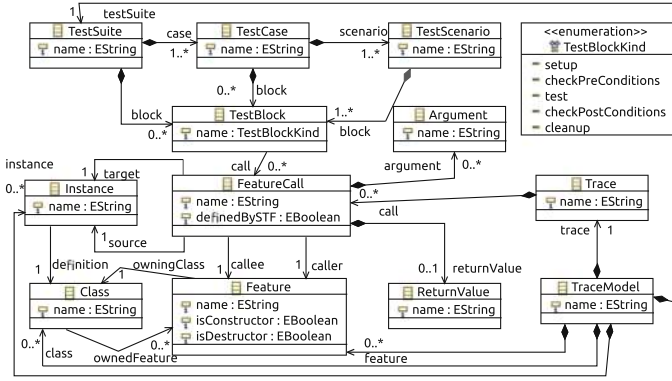 1 testSuite
TestSuite
name : EString
case
1..*
TestCase
name : EString
scenario
1..*
TestScenario
name : EString
<<enumeration>>
TestBlockKind
setup
checkPreConditions
test
checkPostConditions
cleanup
block
0..*
0..*
block
1..*
block
TestBlock
name : TestBlockKind
Argument
name : EString
call 0..*
argument 0..*
instance
0..*
1 target
Instance
name : EString
FeatureCall
name : EString
definedBySTF : EBoolean
0..*
call
Trace
name : EString
1 source
trace 1
1 definition
owningClass
1
1 callee
1 caller
0..1 returnValue
Class
name : EString
Feature
name : EString
isConstructor : EBoolean
isDestructor : EBoolean
ReturnValue
name : EString
TraceModel
name : EString
0..*
class
ownedFeature
0..*
0..*
feature